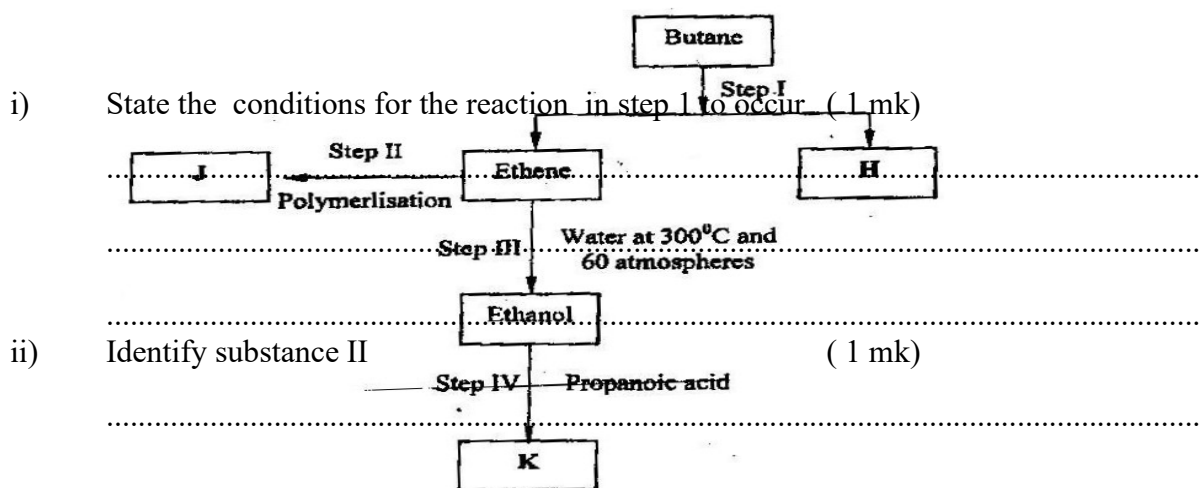 Butane
Step I
i) State the conditions for the reaction in step 1 to occur ( 1 mk)
Step II
J
Ethene
H
Polymerlisation
Step III
Water at 300⁰C and
60 atmospheres
Ethanol
ii) Identify substance II ( 1 mk)
Step IV
Propanoic acid
K